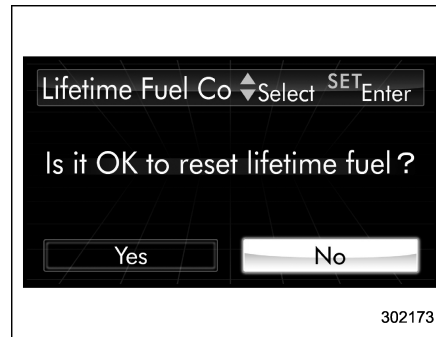 Lifetime Fuel Co Select SET Enter
Is it OK to reset lifetime fuel ?
Yes No
302173